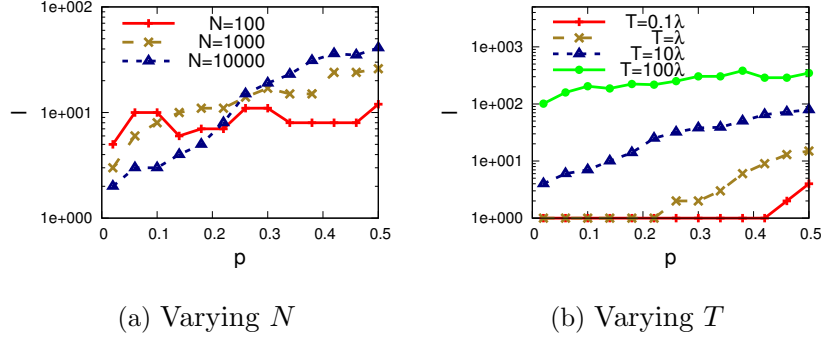 1e+002
1e+001
1e+000
l
N=100
N=1000
N=10000
0
0.1
0.2
0.3
0.4
0.5
p
(a) Varying N
1e+003
1e+002
1e+001
1e+000
l
T=0.1λ
T=λ
T=10λ
T=100λ
0
0.1
0.2
0.3
0.4
0.5
p
(b) Varying T